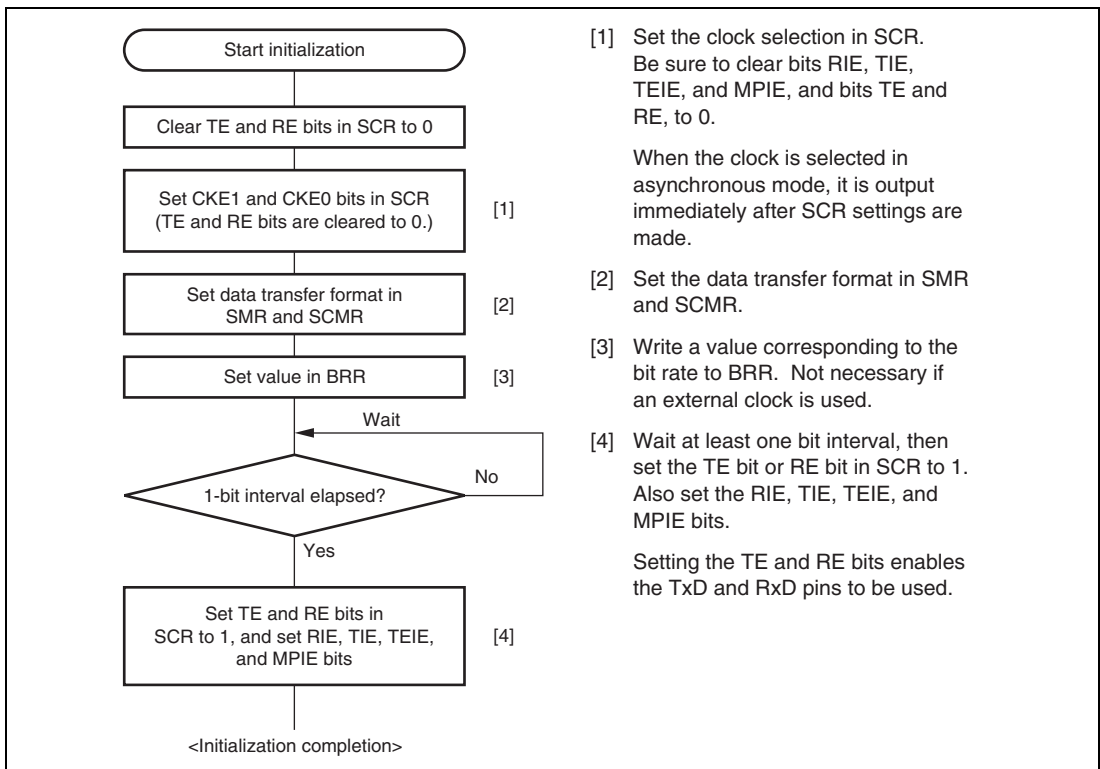 Start initialization
Clear TE and RE bits in SCR to 0
Set CKE1 and CKE0 bits in SCR
(TE and RE bits are cleared to 0.)
[1]
Set data transfer format in
SMR and SCMR
[2]
Set value in BRR
[3]
Wait
1-bit interval elapsed?
No
Yes
Set TE and RE bits in
SCR to 1, and set RIE, TIE, TEIE,
and MPIE bits
[4]
<Initialization completion>
[1] Set the clock selection in SCR.
Be sure to clear bits RIE, TIE,
TEIE, and MPIE, and bits TE and
RE, to 0.
When the clock is selected in
asynchronous mode, it is output
immediately after SCR settings are
made.
[2] Set the data transfer format in SMR
and SCMR.
[3] Write a value corresponding to the
bit rate to BRR. Not necessary if
an external clock is used.
[4] Wait at least one bit interval, then
set the TE bit or RE bit in SCR to 1.
Also set the RIE, TIE, TEIE, and
MPIE bits.
Setting the TE and RE bits enables
the TxD and RxD pins to be used.